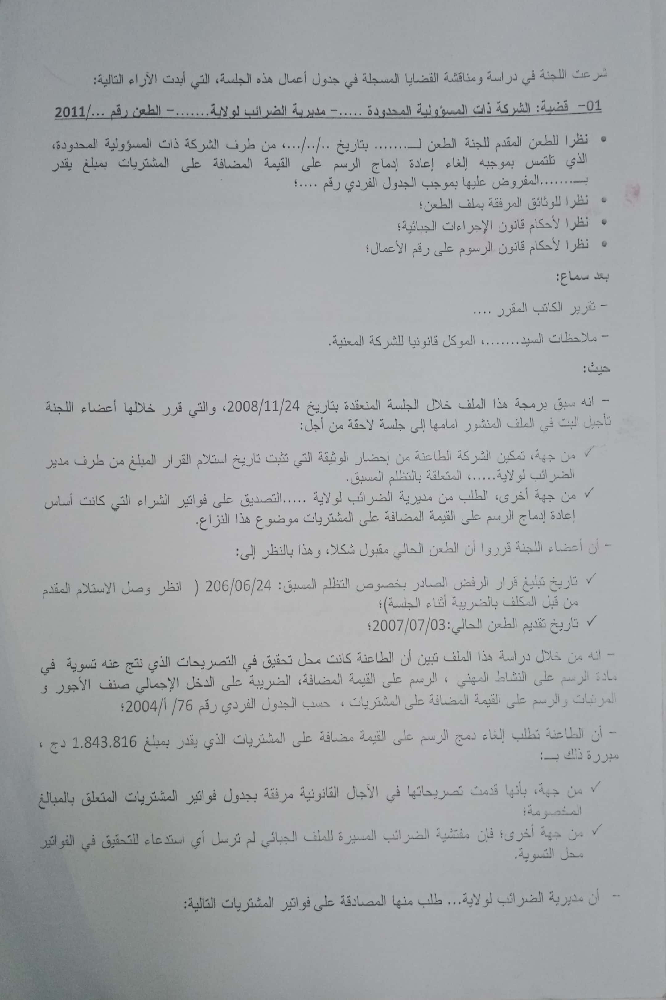 شرعت اللجنة في دراسة ومناقشة القضايا المسجلة في جدول أعمال هذه الجلسة، التي أبدت الآراء التالية:
01- قضية: الشركة ذات المسؤولية المحدودة .....- مديرية الضرائب لولاية.......- الطعن رقم .../2011
• نظرا للطعن المقدم للجنة الطعن لـ....... بتاريخ ../../...، من طرف الشركة ذات المسؤولية المحدودة،
الذي تلتمس بموجبه إلغاء إعادة إدماج الرسم على القيمة المضافة على المشتريات بمبلغ يقدر
بـ.......المفروض عليها بموجب الجدول الفردي رقم ....؛
• نظرا للوثائق المرفقة بملف الطعن؛
• نظرا لأحكام قانون الإجراءات الجبائية؛
• نظرا لأحكام قانون الرسوم على رقم الأعمال؛
بعد سماع:
- تقرير الكاتب المقرر ....
- ملاحظات السيد.......، الموكل قانونيا للشركة المعنية.
حيث:
- انه سبق برمجة هذا الملف خلال الجلسة المنعقدة بتاريخ 2008/11/24، والتي قرر خلالها أعضاء اللجنة
تأجيل البت في الملف المنشور امامها إلى جلسة لاحقة من أجل:
✓ من جهة، تمكين الشركة الطاعنة من إحضار الوثيقة التي تثبت تاريخ استلام القرار المبلغ من طرف مدير
الضرائب لولاية.....، المتعلقة بالتظلم المسبق.
✓ من جهة أخرى، الطلب من مديرية الضرائب لولاية .....التصديق على فواتير الشراء التي كانت أساس
إعادة إدماج الرسم على القيمة المضافة على المشتريات موضوع هذا النزاع.
- أن أعضاء اللجنة قرروا أن الطعن الحالي مقبول شكلا، وهذا بالنظر إلى:
✓ تاريخ تبليغ قرار الرفض الصادر بخصوص التظلم المسبق: 206/06/24 ( انظر وصل الاستلام المقدم
من قبل المكلف بالضريبة أثناء الجلسة)؛
✓ تاريخ تقديم الطعن الحالي:2007/07/03؛
- انه من خلال دراسة هذا الملف تبين أن الطاعنة كانت محل تحقيق في التصريحات الذي نتج عنه تسوية في
مادة الرسم على النشاط المهني ، الرسم على القيمة المضافة، الضريبة على الدخل الإجمالي صنف الأجور و
المرتبات والرسم على القيمة المضافة على المشتريات ، حسب الجدول الفردي رقم 76/ أ/2004؛
- أن الطاعنة تطلب إلغاء دمج الرسم على القيمة مضافة على المشتريات الذي يقدر بمبلغ 1.843.816 دج ،
مبررة ذلك بـ:
✓ من جهة، بأنها قدمت تصريحاتها في الآجال القانونية مرفقة بجدول فواتير المشتريات المتعلق بالمبالغ
المخصومة؛
✓ من جهة أخرى؛ فإن مفتشية الضرائب المسيرة للملف الجبائي لم ترسل أي استدعاء للتحقيق في الفواتير
محل التسوية.
- أن مديرية الضرائب لولاية... طلب منها المصادقة على فواتير المشتريات التالية: